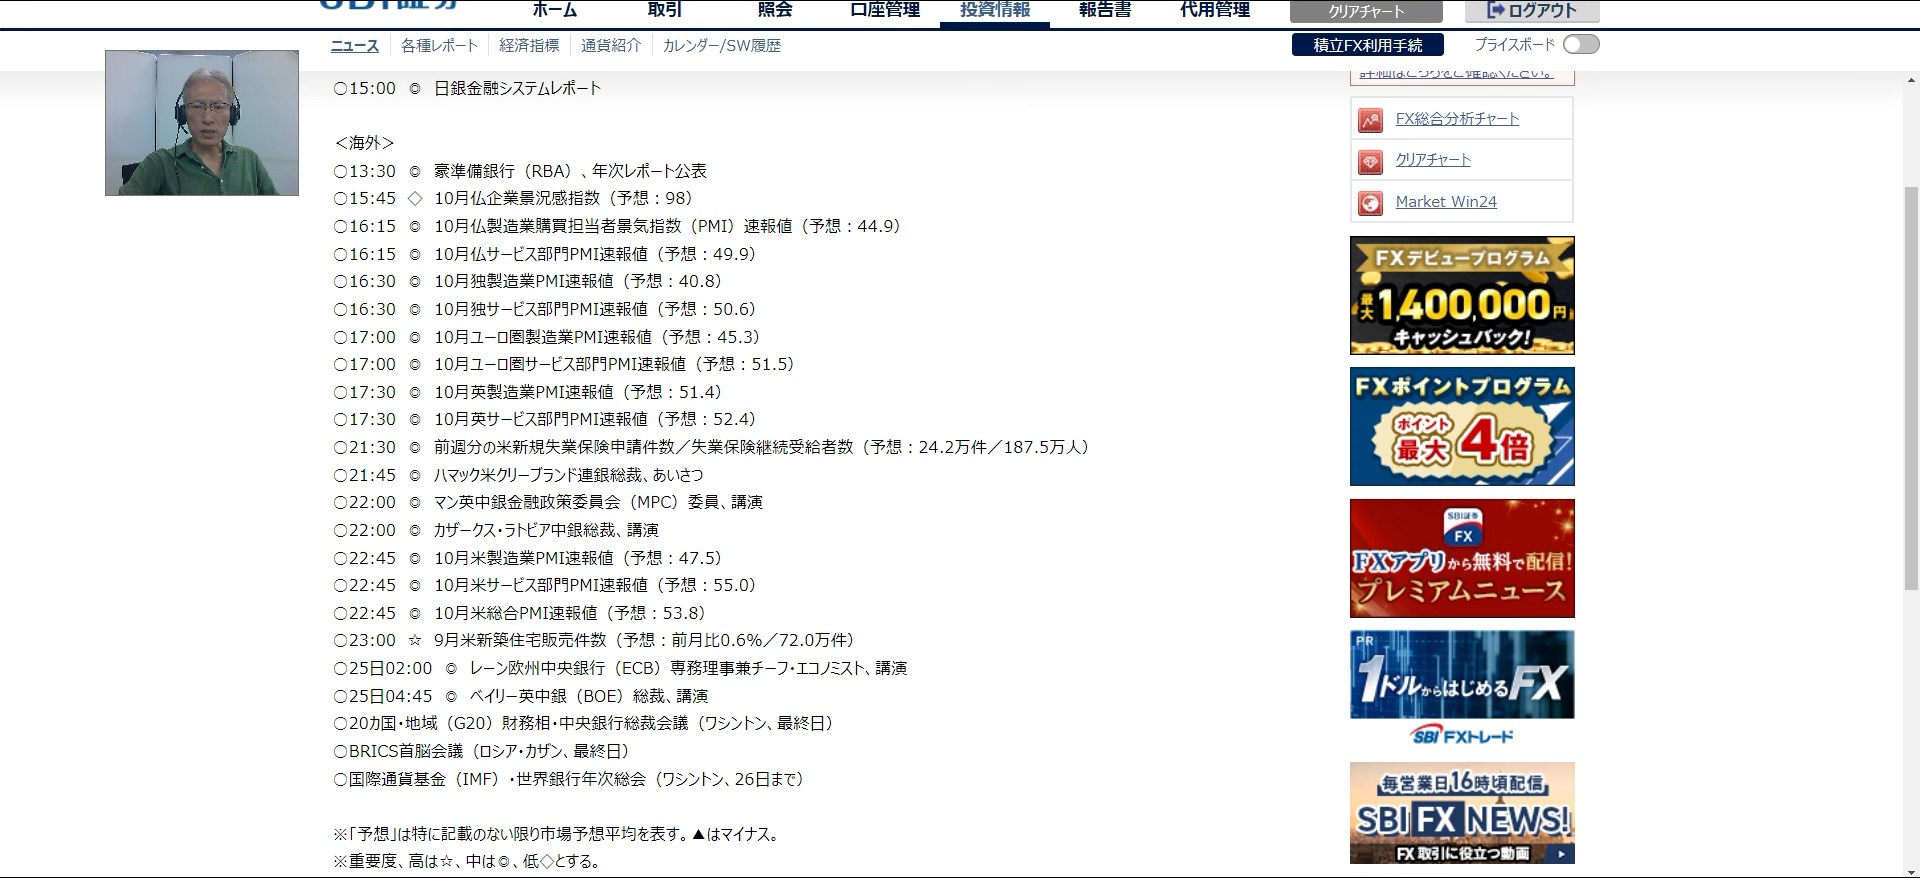 SBI証券
ホーム 取引 照会 口座管理 投資情報 報告書 代用管理 クリアチャート ログアウト
ニュース 各種レポート 経済指標 通貨紹介 カレンダー/SW履歴 積立FX利用手続 プライスボード
詳細はこちらをご確認ください。
○15:00 ◎ 日銀金融システムレポート
＜海外＞
○13:30 ◎ 豪準備銀行（RBA）、年次レポート公表
○15:45 ◇ 10月仏企業景況感指数（予想：98）
○16:15 ◎ 10月仏製造業購買担当者景気指数（PMI）速報値（予想：44.9）
○16:15 ◎ 10月仏サービス部門PMI速報値（予想：49.9）
○16:30 ◎ 10月独製造業PMI速報値（予想：40.8）
○16:30 ◎ 10月独サービス部門PMI速報値（予想：50.6）
○17:00 ◎ 10月ユーロ圏製造業PMI速報値（予想：45.3）
○17:00 ◎ 10月ユーロ圏サービス部門PMI速報値（予想：51.5）
○17:30 ◎ 10月英製造業PMI速報値（予想：51.4）
○17:30 ◎ 10月英サービス部門PMI速報値（予想：52.4）
○21:30 ◎ 前週分の米新規失業保険申請件数／失業保険継続受給者数（予想：24.2万件／187.5万人）
○21:45 ◎ ハマック米クリーブランド連銀総裁、あいさつ
○22:00 ◎ マン英中銀金融政策委員会（MPC）委員、講演
○22:00 ◎ カザークス・ラトビア中銀総裁、講演
○22:45 ◎ 10月米製造業PMI速報値（予想：47.5）
○22:45 ◎ 10月米サービス部門PMI速報値（予想：55.0）
○22:45 ◎ 10月米総合PMI速報値（予想：53.8）
○23:00 ☆ 9月米新築住宅販売件数（予想：前月比0.6%／72.0万件）
○25日02:00 ◎ レーン欧州中央銀行（ECB）専務理事兼チーフ・エコノミスト、講演
○25日04:45 ◎ ベイリー英中銀（BOE）総裁、講演
○20カ国・地域（G20）財務相・中央銀行総裁会議（ワシントン、最終日）
○BRICS首脳会議（ロシア・カザン、最終日）
○国際通貨基金（IMF）・世界銀行年次総会（ワシントン、26日まで）
※「予想」は特に記載のない限り市場予想平均を表す。▲はマイナス。
※重要度、高は☆、中は◎、低◇とする。
FX総合分析チャート
クリアチャート
Market Win24
FXデビュープログラム
最大1,400,000円
キャッシュバック!
FXポイントプログラム
ポイント最大4倍
SBI証券
FX
FXアプリから無料で配信!
プレミアムニュース
PR
1ドルからはじめるFX
SBI FXトレード
毎営業日16時頃配信
SBI FX NEWS!
FX 取引に役立つ動画